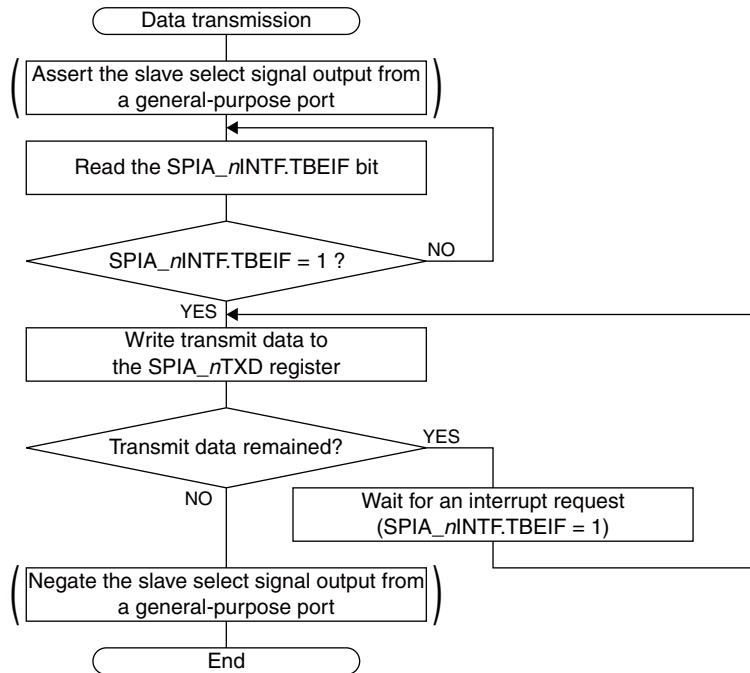 Data transmission
(Assert the slave select signal output from
a general-purpose port)
Read the SPIA_nINTF.TBEIF bit
SPIA_nINTF.TBEIF = 1 ?
NO
YES
Write transmit data to
the SPIA_nTXD register
Transmit data remained?
YES
NO
Wait for an interrupt request
(SPIA_nINTF.TBEIF = 1)
(Negate the slave select signal output from
a general-purpose port)
End